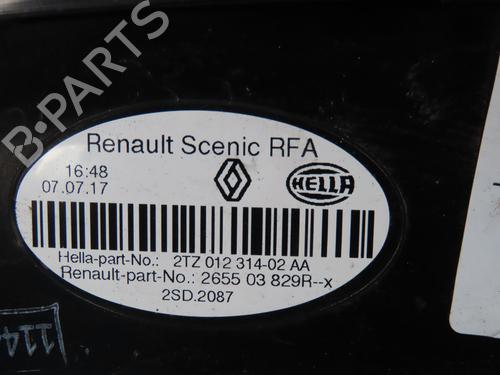 B-PARTS
Renault Scenic RFA
16:48
07.07.17
HELLA
Hella-part-No.: 2TZ 012 314-02 AA
Renault-part-No.: 2655 03 829R--x
2SD.2087
114